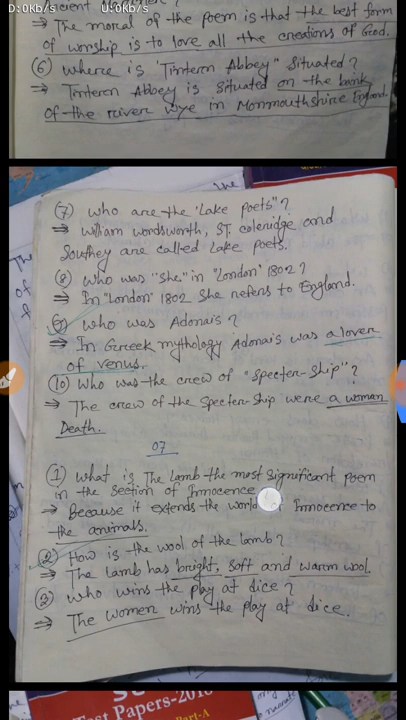 D:0Kb/s U:0Kb/s
⇒ The moral of the poem is that the best form
of worship is to love all the creations of God.
(6) Where is 'Tintern Abbey" Situated?
⇒ Tintern Abbey is situated on the bank
of the river Wye in Monmouthshire England.
(7) Who are the 'Lake poets"?
⇒ William wordsworth, ST. coleridge and
Southey are called Lake poets.
(8) Who was "She" in "London' 1802?
⇒ In "London' 1802 She refers to England.
(9) Who was Adonais?
⇒ In Greek mythology Adonais was a lover
of venus.
(10) Who was the crew of "Specter-Ship"?
⇒ The crew of the Specter-Ship were a woman
Death.
07
(1) What is The Lamb the most significant poem
in the section of Innocence
⇒ Because it extends the world Innocence to
the animals.
(2) How is the wool of the lamb?
⇒ The lamb has bright, soft and warm wool.
(3) Who wins the play at dice?
⇒ The women wins the play at dice.
Test Papers-201
Part-A